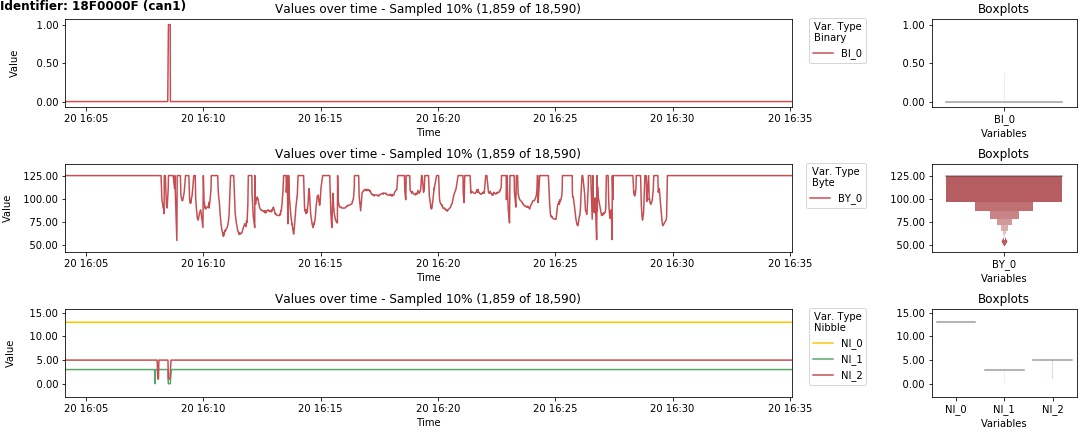 Identifier: 18F0000F (can1)
Values over time - Sampled 10% (1,859 of 18,590)
Boxplots
Value
1.00
0.50
0.00
20 16:05 20 16:10 20 16:15 20 16:20 20 16:25 20 16:30 20 16:35
Time
Var. Type
Binary
BI_0
1.00
0.50
0.00
BI_0
Variables
Values over time - Sampled 10% (1,859 of 18,590)
Boxplots
Value
125.00
100.00
75.00
50.00
20 16:05 20 16:10 20 16:15 20 16:20 20 16:25 20 16:30 20 16:35
Time
Var. Type
Byte
BY_0
125.00
100.00
75.00
50.00
BY_0
Variables
Values over time - Sampled 10% (1,859 of 18,590)
Boxplots
Value
15.00
10.00
5.00
0.00
20 16:05 20 16:10 20 16:15 20 16:20 20 16:25 20 16:30 20 16:35
Time
Var. Type
Nibble
NI_0
NI_1
NI_2
15.00
10.00
5.00
0.00
NI_0 NI_1 NI_2
Variables